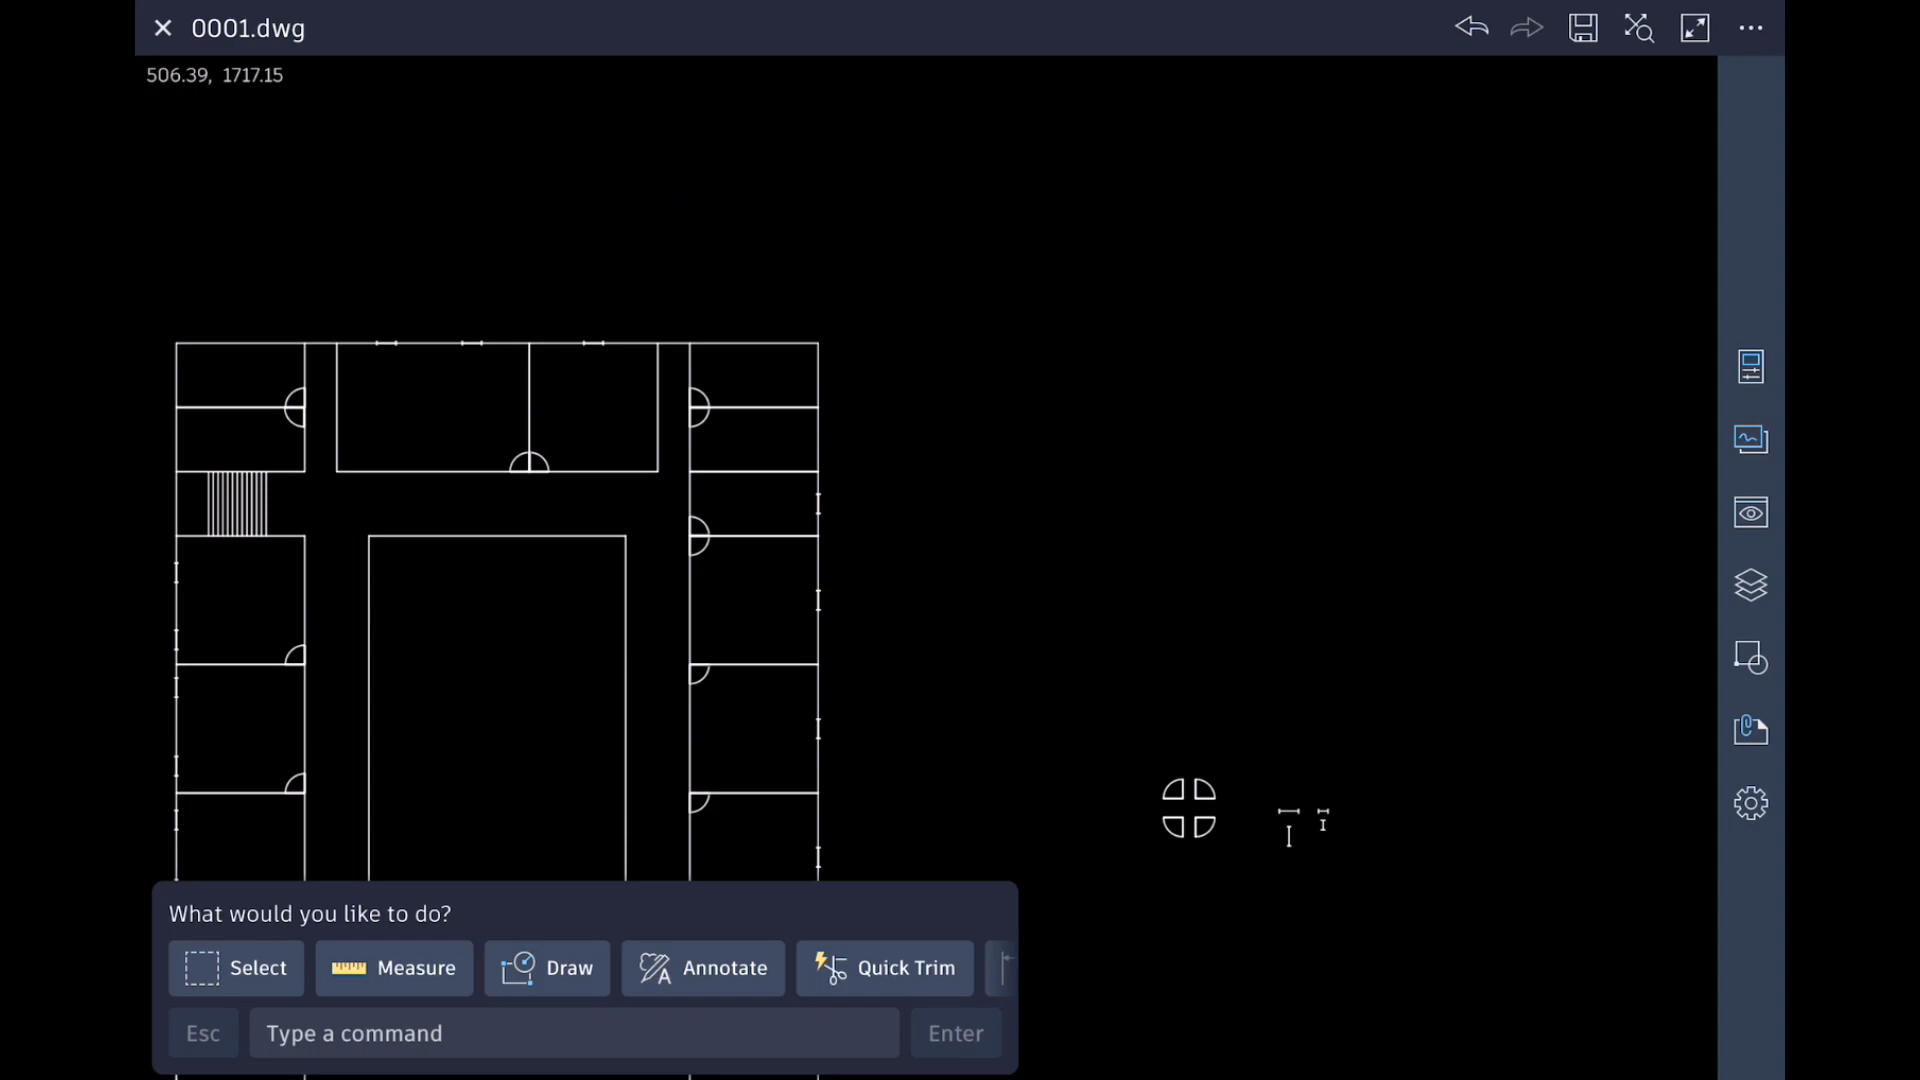 0001.dwg
506.39, 1717.15
What would you like to do?
Select
Measure
Draw
Annotate
Quick Trim
Esc
Type a command
Enter